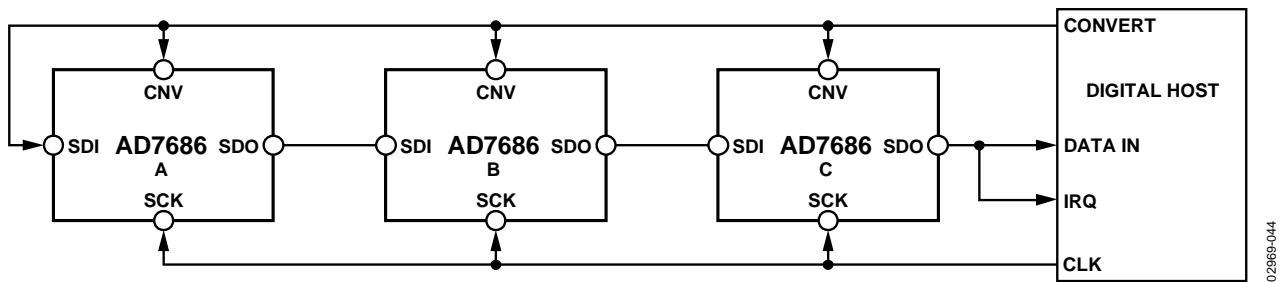 CONVERT
CNV CNV CNV
DIGITAL HOST
SDI AD7686 SDO SDI AD7686 SDO SDI AD7686 SDO DATA IN
A B C
SCK SCK SCK
IRQ
CLK
02969-044